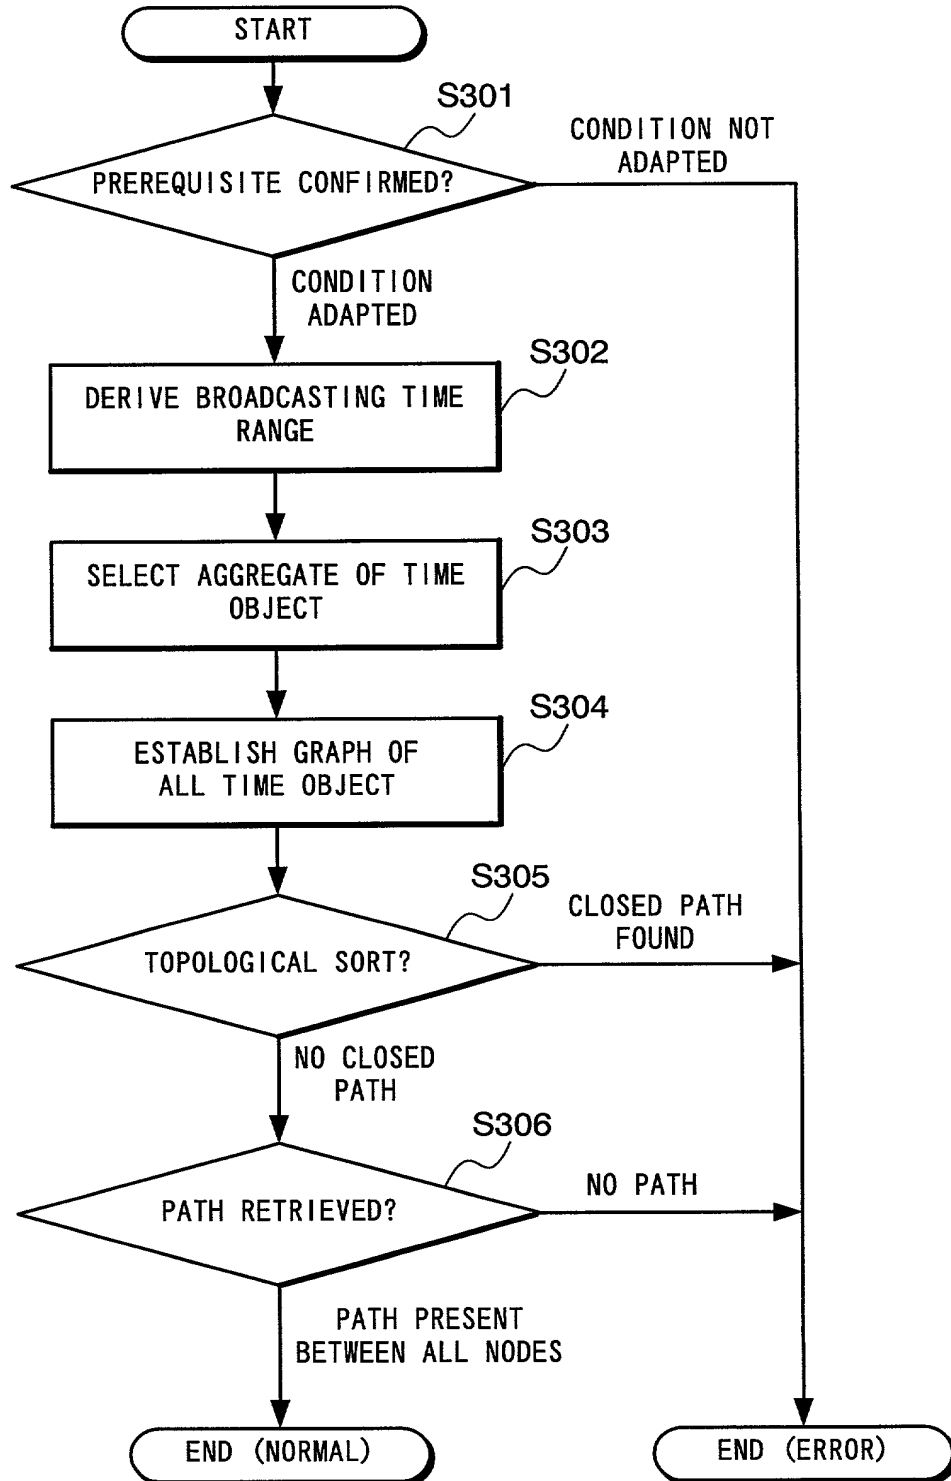 START
S301
CONDITION NOT
ADAPTED
PREREQUISITE CONFIRMED?
CONDITION
ADAPTED
S302
DERIVE BROADCASTING TIME
RANGE
S303
SELECT AGGREGATE OF TIME
OBJECT
S304
ESTABLISH GRAPH OF
ALL TIME OBJECT
S305
CLOSED PATH
FOUND
TOPOLOGICAL SORT?
NO CLOSED
PATH
S306
NO PATH
PATH RETRIEVED?
PATH PRESENT
BETWEEN ALL NODES
END (NORMAL)
END (ERROR)